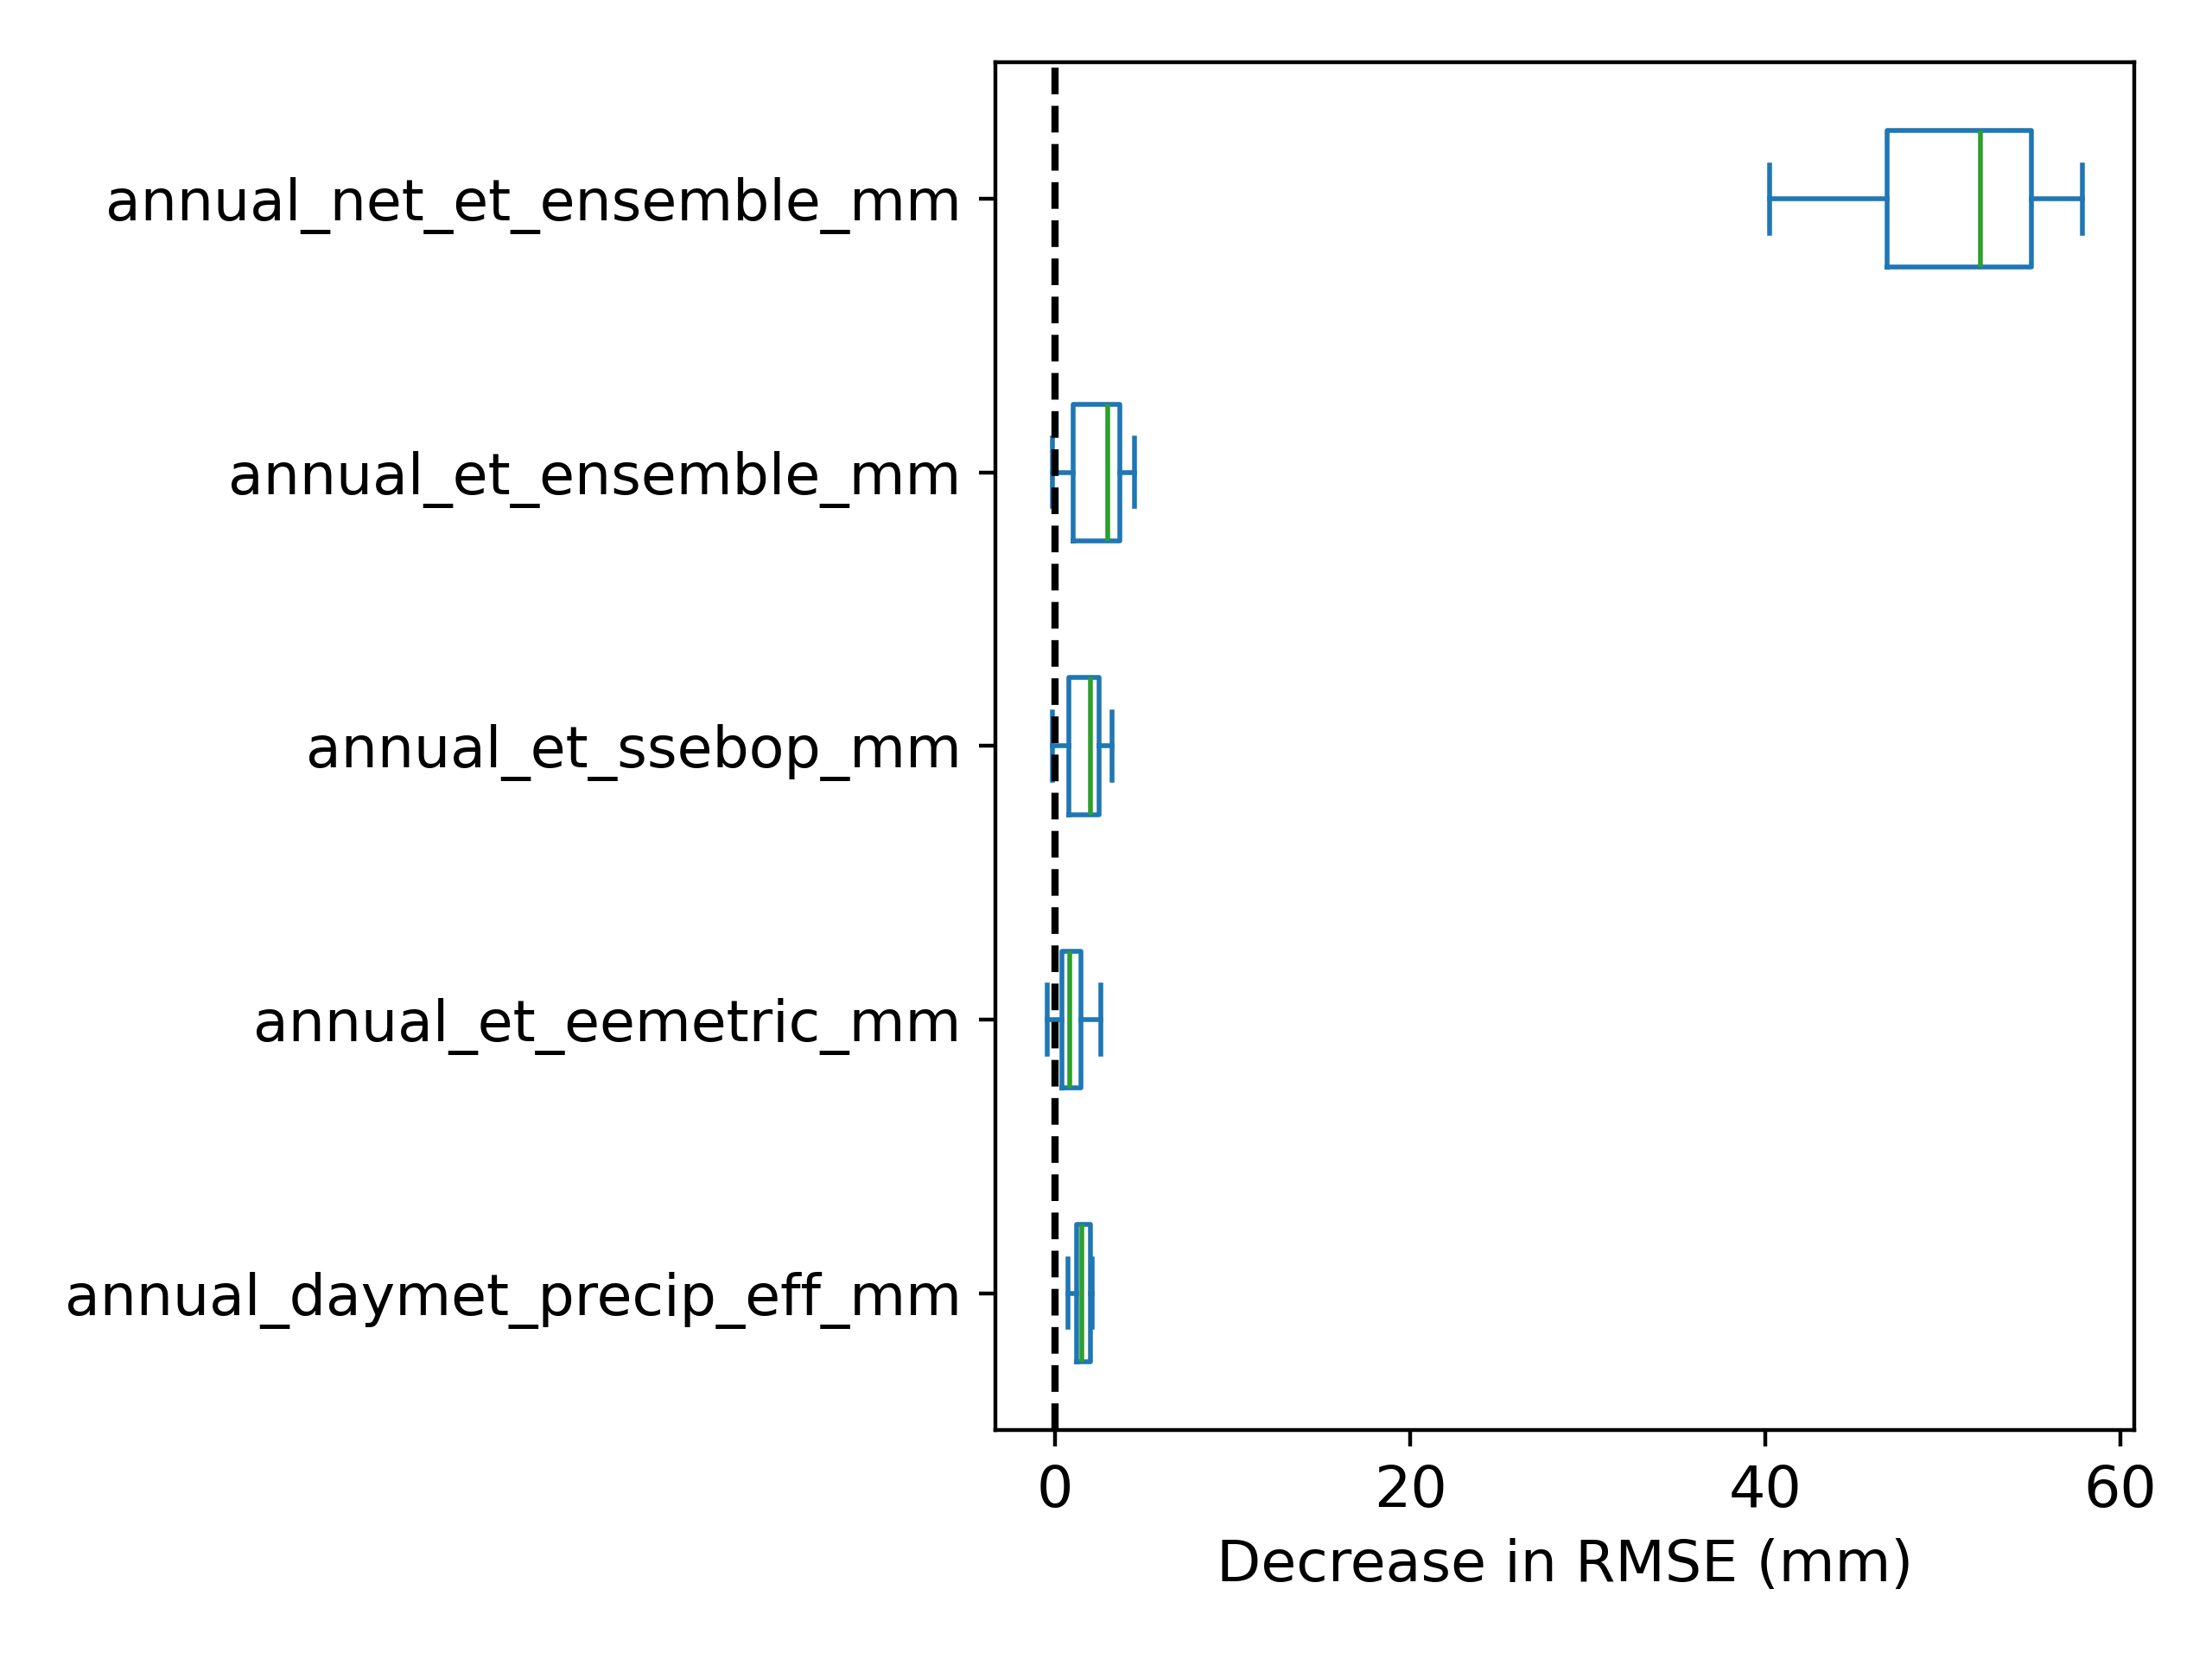 annual_net_et_ensemble_mm
annual_et_ensemble_mm
annual_et_ssebop_mm
annual_et_eemetric_mm
annual_daymet_precip_eff_mm
0 20 40 60
Decrease in RMSE (mm)